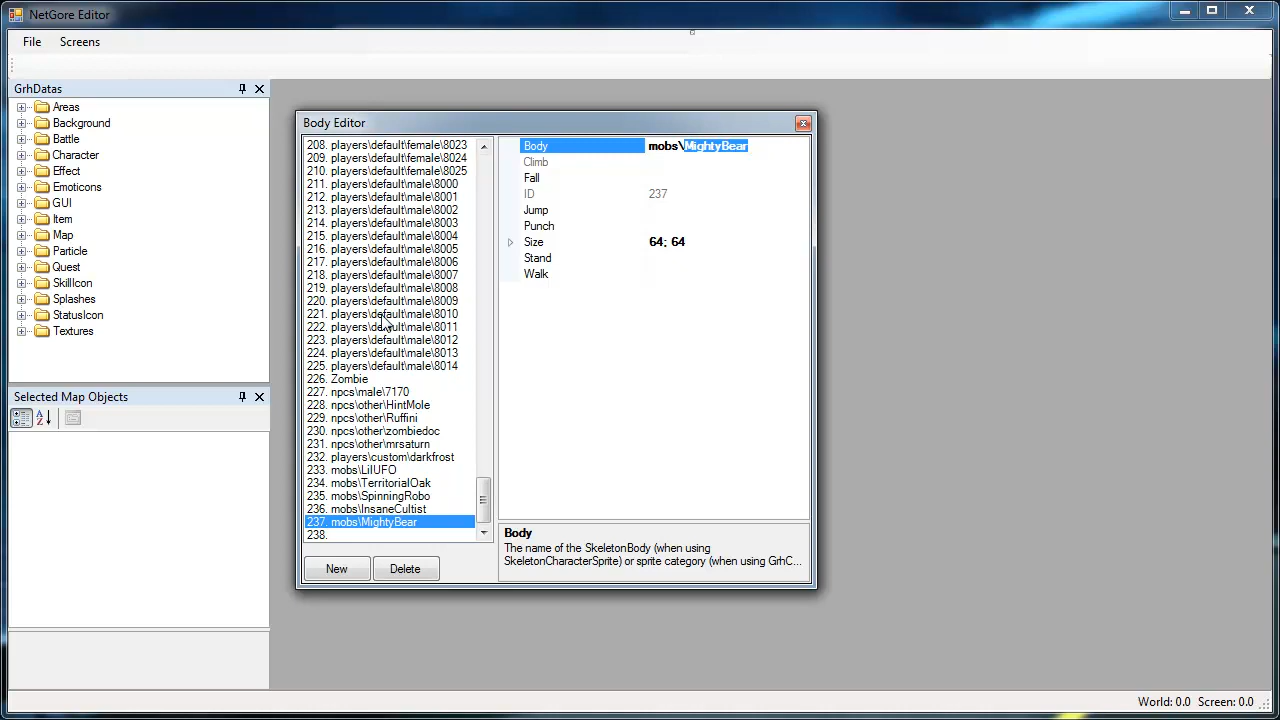 NetGore Editor
File
Screens
GrhDatas
Areas
Background
Battle
Character
Effect
Emoticons
GUI
Item
Map
Particle
Quest
SkillIcon
Splashes
StatusIcon
Textures
Selected Map Objects
Body Editor
208. players\default\female\8023
209. players\default\female\8024
210. players\default\female\8025
211. players\default\male\8000
212. players\default\male\8001
213. players\default\male\8002
214. players\default\male\8003
215. players\default\male\8004
216. players\default\male\8005
217. players\default\male\8006
218. players\default\male\8007
219. players\default\male\8008
220. players\default\male\8009
221. players\default\male\8010
222. players\default\male\8011
223. players\default\male\8012
224. players\default\male\8013
225. players\default\male\8014
226. Zombie
227. npcs\male\7170
228. npcs\other\HintMole
229. npcs\other\Ruffini
230. npcs\other\zombiedoc
231. npcs\other\mrsaturn
232. players\custom\darkfrost
233. mobs\LilUFO
234. mobs\TerritorialOak
235. mobs\SpinningRobo
236. mobs\InsaneCultist
237. mobs\MightyBear
238.
New
Delete
Body mobs\MightyBear
Climb
Fall
ID 237
Jump
Punch
Size 64; 64
Stand
Walk
Body
The name of the SkeletonBody (when using
SkeletonCharacterSprite) or sprite category (when using GrhC...
World: 0.0 Screen: 0.0